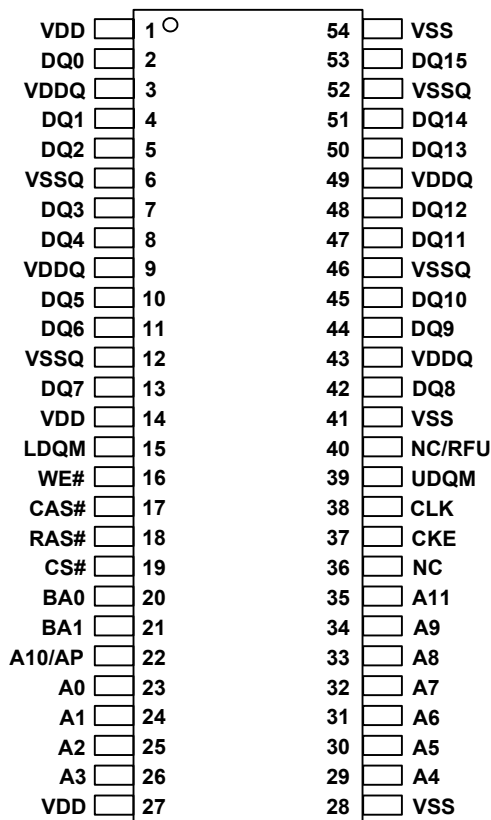 VDD 1 54 VSS
DQ0 2 53 DQ15
VDDQ 3 52 VSSQ
DQ1 4 51 DQ14
DQ2 5 50 DQ13
VSSQ 6 49 VDDQ
DQ3 7 48 DQ12
DQ4 8 47 DQ11
VDDQ 9 46 VSSQ
DQ5 10 45 DQ10
DQ6 11 44 DQ9
VSSQ 12 43 VDDQ
DQ7 13 42 DQ8
VDD 14 41 VSS
LDQM 15 40 NC/RFU
WE# 16 39 UDQM
CAS# 17 38 CLK
RAS# 18 37 CKE
CS# 19 36 NC
BA0 20 35 A11
BA1 21 34 A9
A10/AP 22 33 A8
A0 23 32 A7
A1 24 31 A6
A2 25 30 A5
A3 26 29 A4
VDD 27 28 VSS